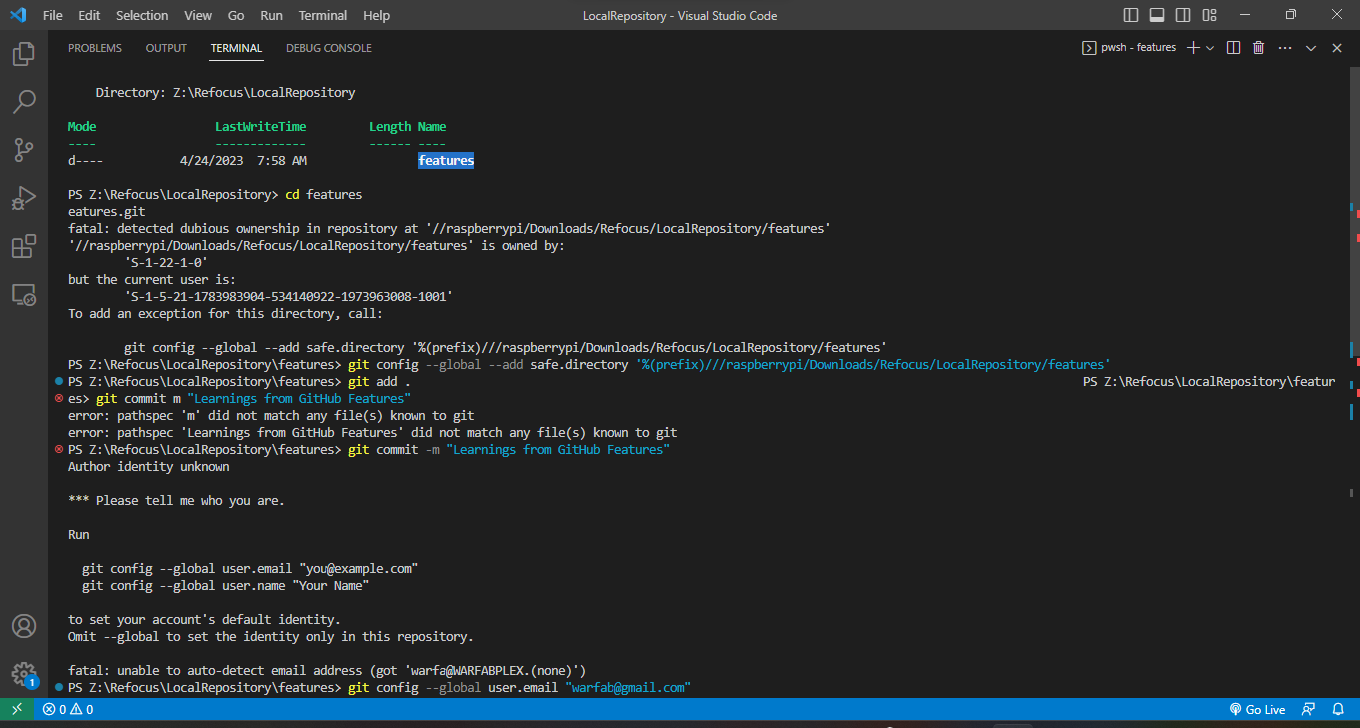 File Edit Selection View Go Run Terminal Help LocalRepository - Visual Studio Code
PROBLEMS OUTPUT TERMINAL DEBUG CONSOLE pwsh - features
Directory: Z:\Refocus\LocalRepository
Mode LastWriteTime Length Name
---- ------------- ------ ----
d---- 4/24/2023 7:58 AM features
PS Z:\Refocus\LocalRepository> cd features
eatures.git
fatal: detected dubious ownership in repository at '//raspberrypi/Downloads/Refocus/LocalRepository/features'
'//raspberrypi/Downloads/Refocus/LocalRepository/features' is owned by:
'S-1-22-1-0'
but the current user is:
'S-1-5-21-1783983904-534140922-1973963008-1001'
To add an exception for this directory, call:
git config --global --add safe.directory '%(prefix)///raspberrypi/Downloads/Refocus/LocalRepository/features'
PS Z:\Refocus\LocalRepository\features> git config --global --add safe.directory '%(prefix)///raspberrypi/Downloads/Refocus/LocalRepository/features'
PS Z:\Refocus\LocalRepository\features> git add . PS Z:\Refocus\LocalRepository\featur
es> git commit m "Learnings from GitHub Features"
error: pathspec 'm' did not match any file(s) known to git
error: pathspec 'Learnings from GitHub Features' did not match any file(s) known to git
PS Z:\Refocus\LocalRepository\features> git commit -m "Learnings from GitHub Features"
Author identity unknown
*** Please tell me who you are.
Run
git config --global user.email "you@example.com"
git config --global user.name "Your Name"
to set your account's default identity.
Omit --global to set the identity only in this repository.
fatal: unable to auto-detect email address (got 'warfa@WARFABPLEX.(none)')
PS Z:\Refocus\LocalRepository\features> git config --global user.email "warfab@gmail.com"
1
0 0 Go Live